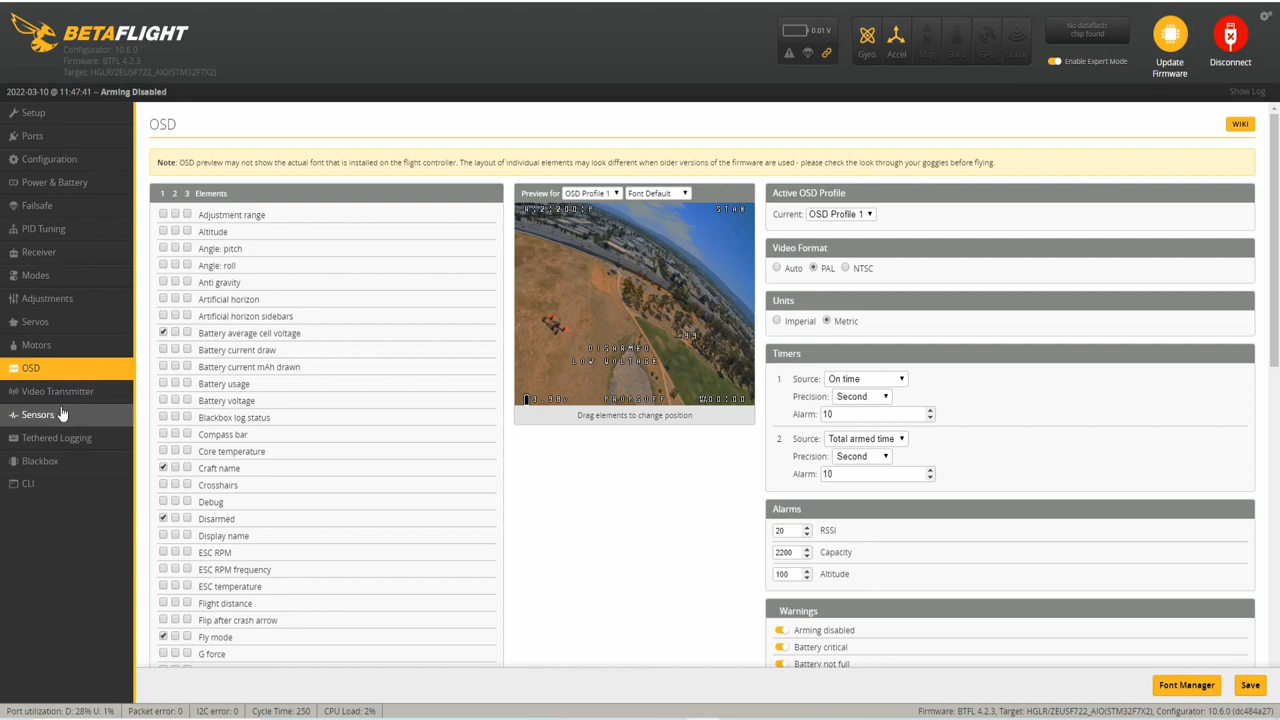 BETAFLIGHT
Configurator: 10.6.0
Firmware: BTFL 4.2.3
Target: HGLR/ZEUSF722_AIO(STM32F7X2)
0.01 V
Gyro
Accel
Mag
Baro
GPS
Sonar
No dataflash
chip found
Enable Expert Mode
Update
Firmware
Disconnect
2022-03-10 @ 11:47:41 -- Arming Disabled
Show Log
Setup
Ports
Configuration
Power & Battery
Failsafe
PID Tuning
Receiver
Modes
Adjustments
Servos
Motors
OSD
Video Transmitter
Sensors
Tethered Logging
Blackbox
CLI
OSD
WIKI
Note: OSD preview may not show the actual font that is installed on the flight controller. The layout of individual elements may look different when older versions of the firmware are used - please check the look through your goggles before flying.
1 2 3 Elements
Adjustment range
Altitude
Angle: pitch
Angle: roll
Anti gravity
Artificial horizon
Artificial horizon sidebars
Battery average cell voltage
Battery current draw
Battery current mAh drawn
Battery usage
Battery voltage
Blackbox log status
Compass bar
Core temperature
Craft name
Crosshairs
Debug
Disarmed
Display name
ESC RPM
ESC RPM frequency
ESC temperature
Flight distance
Flip after crash arrow
Fly mode
G force
Preview for OSD Profile 1 Font Default
R:2:200:P
STAB
-99
DISARMED
LOW VOLTAGE
3.98V
PROPGOFF
00:00
Drag elements to change position
Active OSD Profile
Current: OSD Profile 1
Video Format
Auto PAL NTSC
Units
Imperial Metric
Timers
1 Source: On time
Precision: Second
Alarm: 10
2 Source: Total armed time
Precision: Second
Alarm: 10
Alarms
20 RSSI
2200 Capacity
100 Altitude
Warnings
Arming disabled
Battery critical
Battery not full
Font Manager
Save
Port utilization: D: 28% U: 1%
Packet error: 0
I2C error: 0
Cycle Time: 250
CPU Load: 2%
Firmware: BTFL 4.2.3, Target: HGLR/ZEUSF722_AIO(STM32F7X2), Configurator: 10.6.0 (dc484a27)